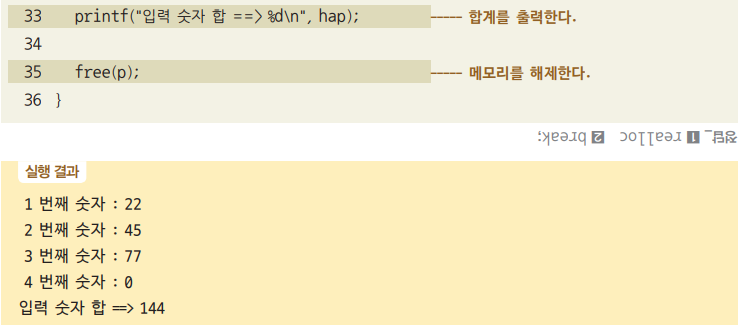 33 printf("입력 숫자 합 ==> %d\n", hap); ----- 합계를 출력한다.
34
35 free(p); ----- 메모리를 해제한다.
36 }
정답_ 1 realloc 2 break;
실행 결과
1 번째 숫자 : 22
2 번째 숫자 : 45
3 번째 숫자 : 77
4 번째 숫자 : 0
입력 숫자 합 ==> 144